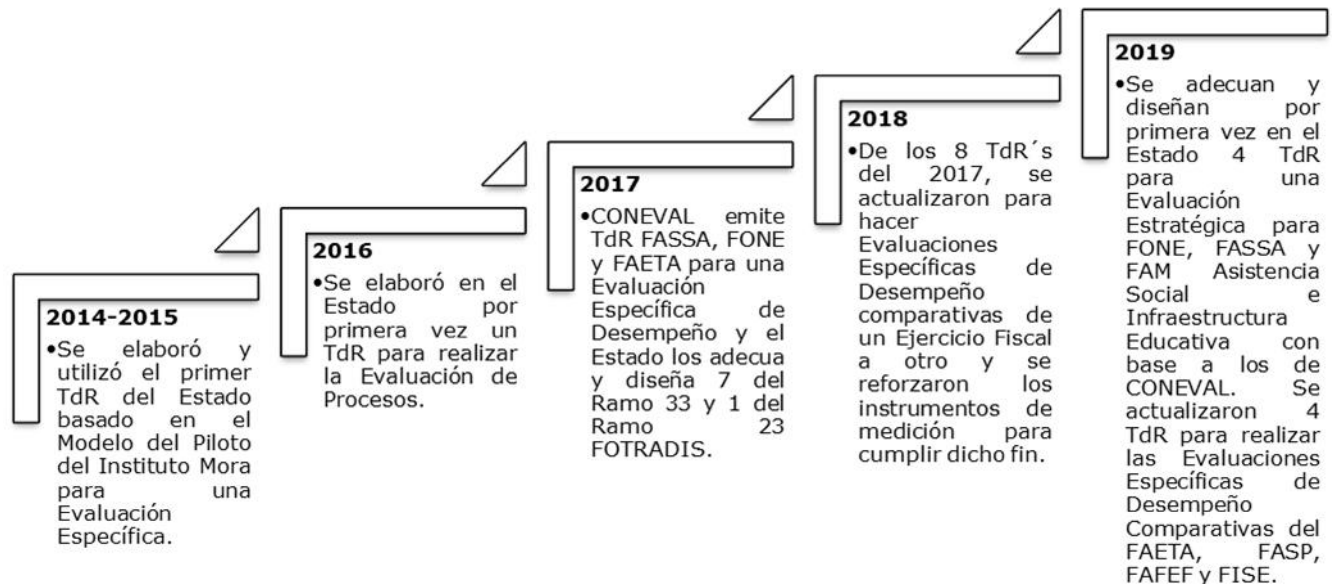 2014-2015
•Se elaboró y
utilizó el primer
TdR del Estado
basado en el
Modelo del Piloto
del Instituto Mora
para una
Evaluación
Específica.
2016
•Se elaboró en el
Estado por
primera vez un
TdR para realizar
la Evaluación de
Procesos.
2017
•CONEVAL emite
TdR FASSA, FONE
y FAETA para una
Evaluación
Específica de
Desempeño y el
Estado los adecua
y diseña 7 del
Ramo 33 y 1 del
Ramo 23
FOTRADIS.
2018
•De los 8 TdR´s
del 2017, se
actualizaron para
hacer
Evaluaciones
Específicas de
Desempeño
comparativas de
un Ejercicio Fiscal
a otro y se
reforzaron los
instrumentos de
medición para
cumplir dicho fin.
2019
•Se adecuan y
diseñan por
primera vez en el
Estado 4 TdR
para una
Evaluación
Estratégica para
FONE, FASSA y
FAM Asistencia
Social e
Infraestructura
Educativa con
base a los de
CONEVAL. Se
actualizaron 4
TdR para realizar
las Evaluaciones
Específicas de
Desempeño
Comparativas del
FAETA, FASP,
FAFEF y FISE.